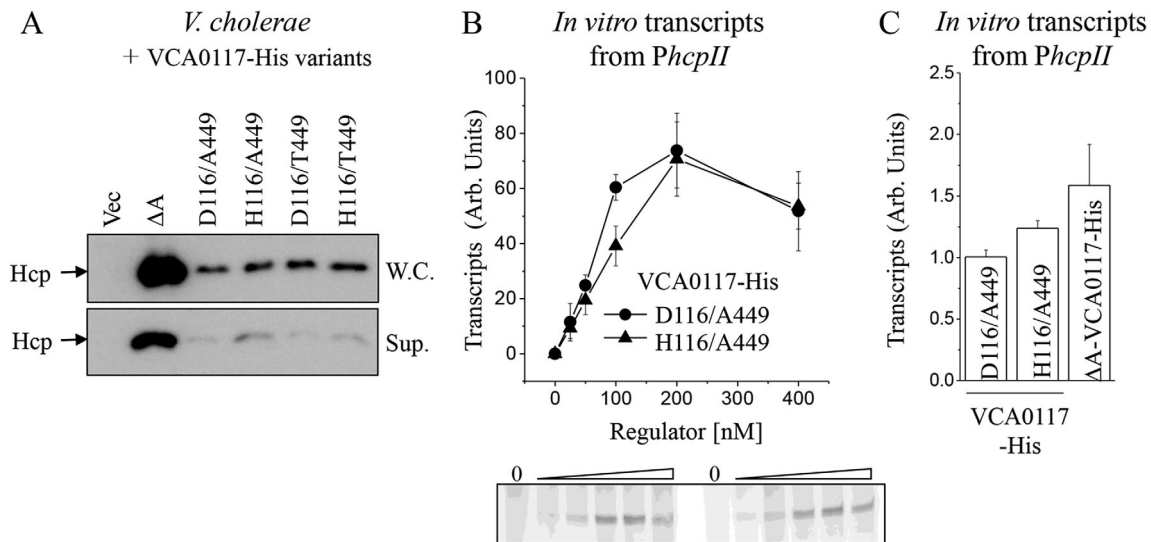 A
V. cholerae
+ VCA0117-His variants
Vec
ΔA
D116/A449
H116/A449
D116/T449
H116/T449
Hcp
W.C.
Hcp
Sup.
B
In vitro transcripts
from PhcpII
Transcripts (Arb. Units)
100
80
60
40
20
0
VCA0117-His
D116/A449
H116/A449
0
100
200
300
400
Regulator [nM]
0
0
C
In vitro transcripts
from PhcpII
Transcripts (Arb. Units)
2.5
2.0
1.5
1.0
0.5
0.0
D116/A449
H116/A449
ΔA-VCA0117-His
VCA0117
-His